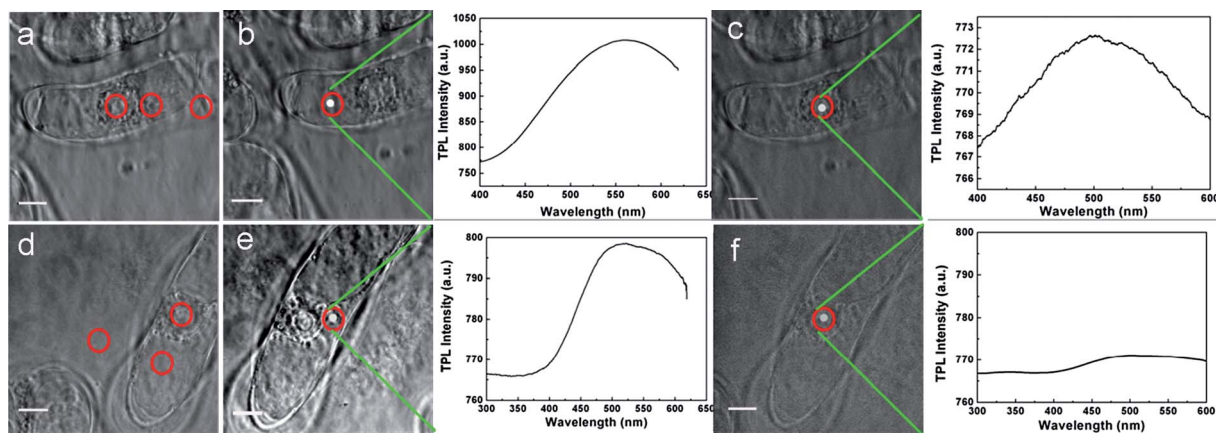 a
b
1050
1000
950
900
850
800
750
TPL Intensity (a.u.)
400 450 500 550 600 650
Wavelength (nm)
c
773
772
771
770
769
767
766
TPL Intensity (a.u.)
400 450 500 550 600
Wavelength (nm)
d
e
800
790
780
770
760
TPL Intensity (a.u.)
300 350 400 450 500 550 600 650
Wavelength (nm)
f
800
790
780
770
760
TPL Intensity (a.u.)
300 350 400 450 500 550 600
Wavelength (nm)